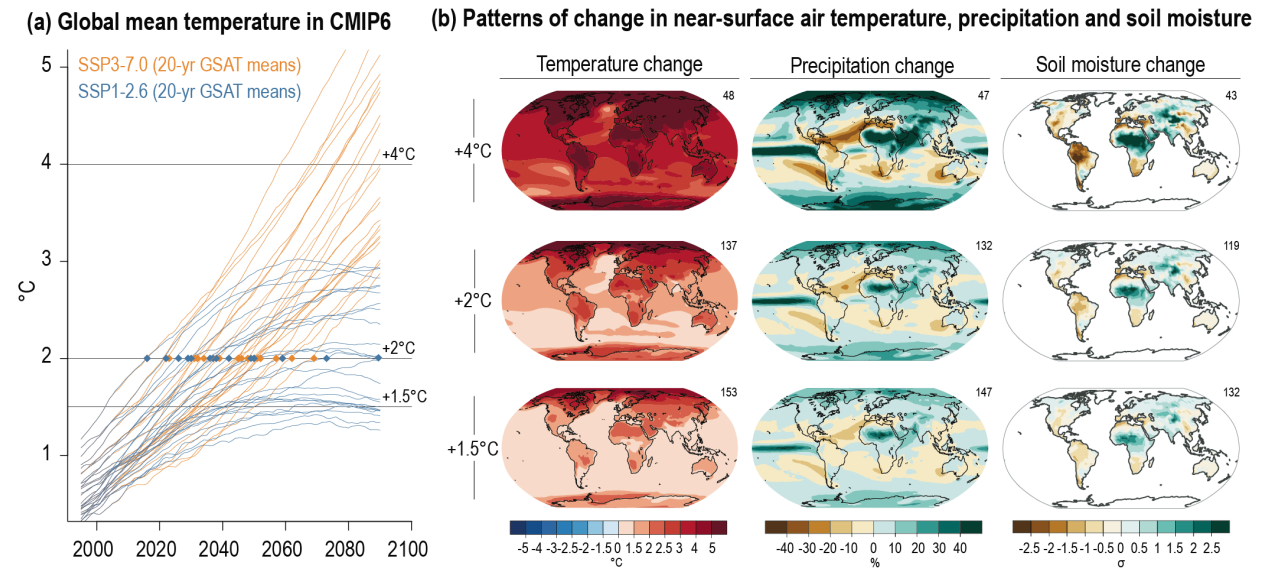 (a) Global mean temperature in CMIP6
(b) Patterns of change in near-surface air temperature, precipitation and soil moisture
SSP3-7.0 (20-yr GSAT means)
SSP1-2.6 (20-yr GSAT means)
5
4
3
2
1
°C
+4°C
+2°C
+1.5°C
2000 2020 2040 2060 2080 2100
Temperature change
Precipitation change
Soil moisture change
+4°C
48
47
43
+2°C
137
132
119
+1.5°C
153
147
132
-5 -4 -3-2.5-2 -1.5 0 1.5 2 2.5 3 4 5
°C
-40 -30 -20 -10 0 10 20 30 40
%
-2.5 -2 -1.5 -1 -0.5 0 0.5 1 1.5 2 2.5
σ